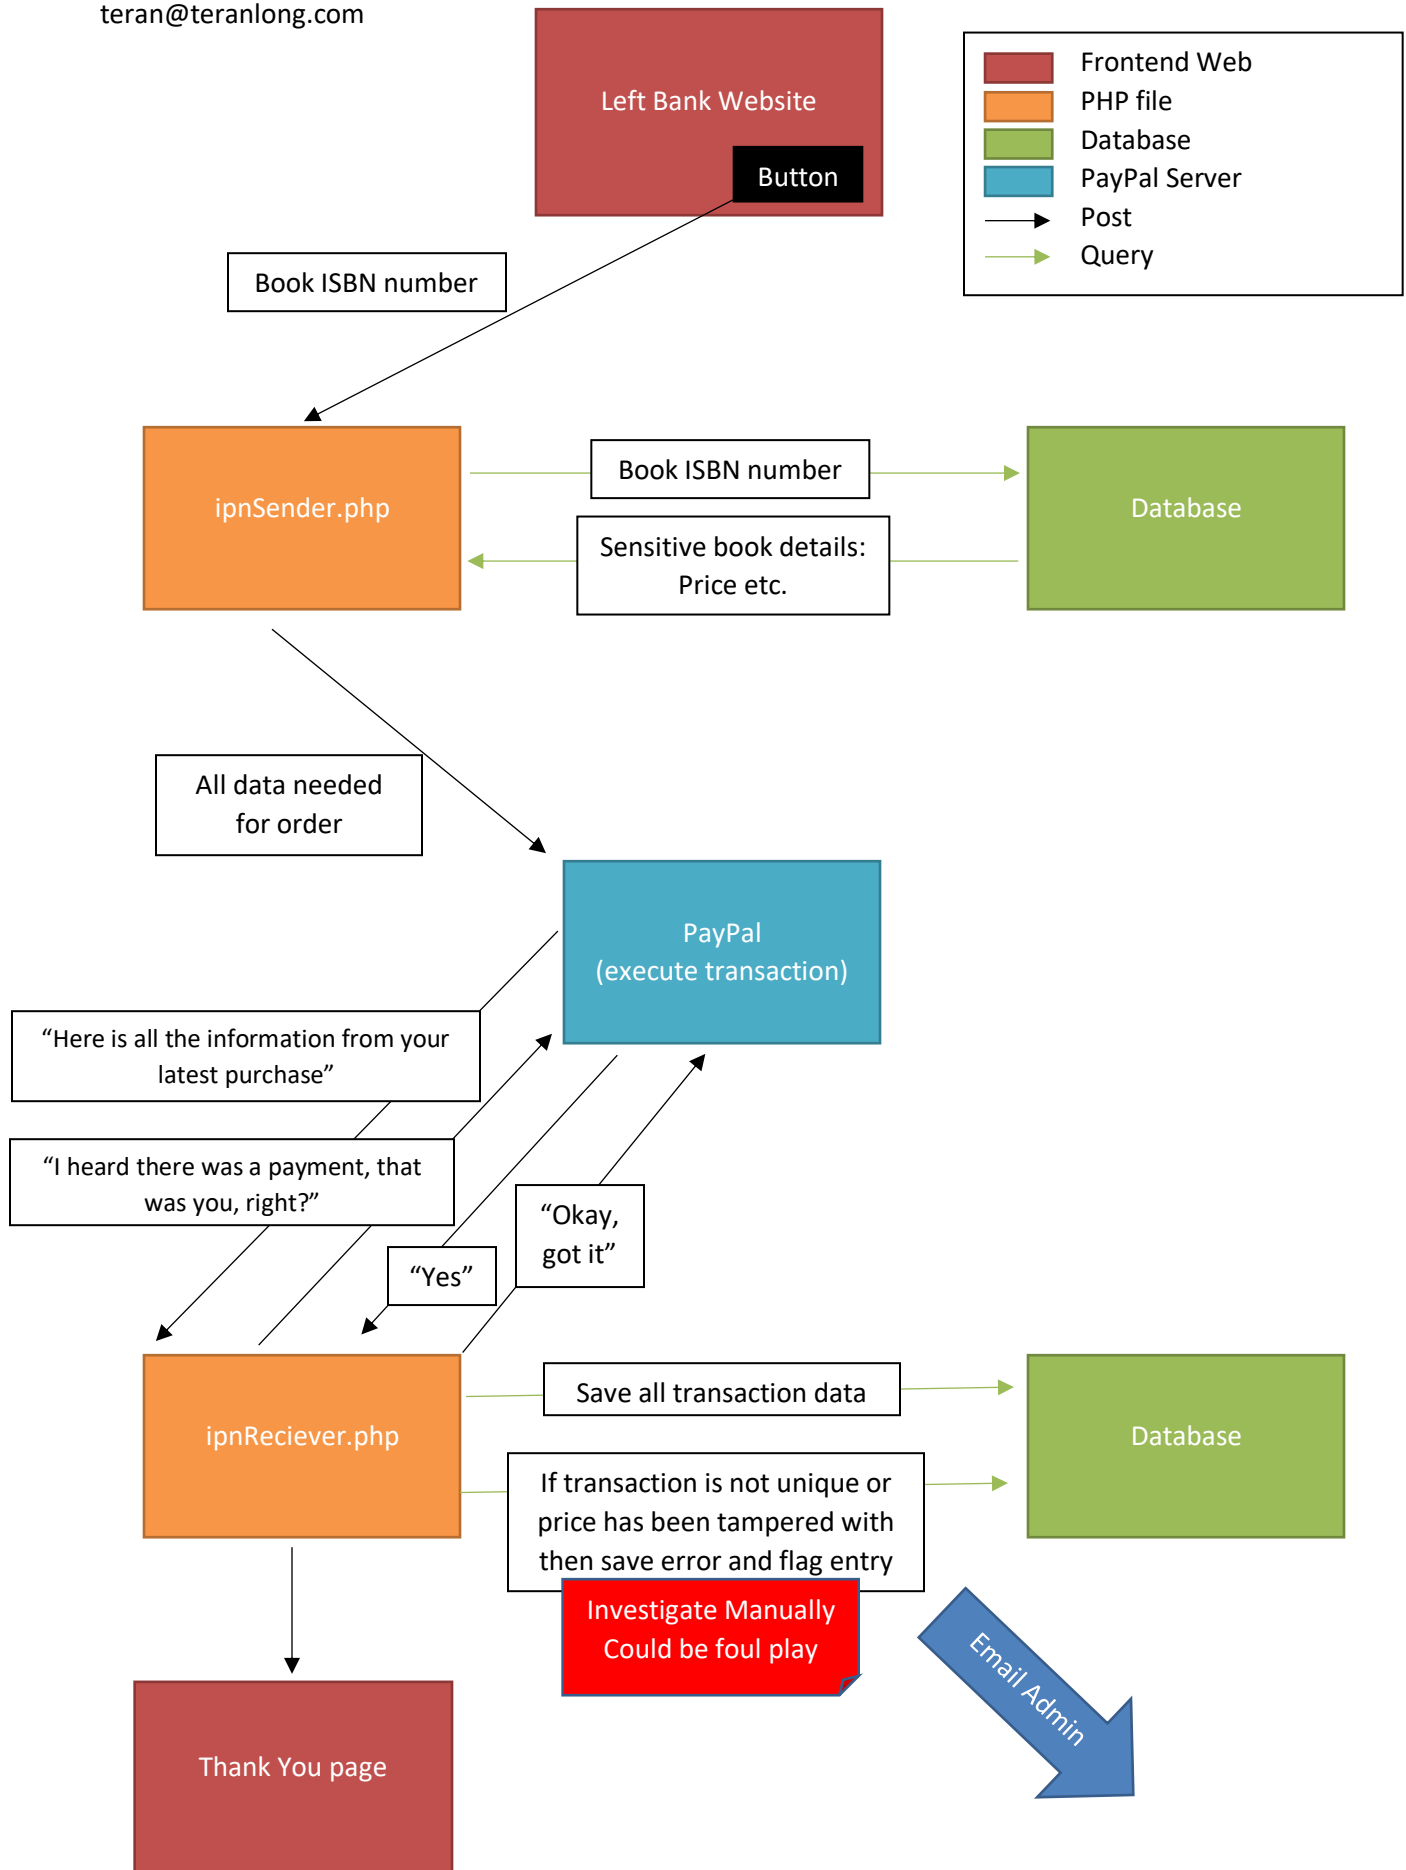 teran@teranlong.com
Left Bank Website
Button
Frontend Web
PHP file
Database
PayPal Server
Post
Query
Book ISBN number
ipnSender.php
Book ISBN number
Sensitive book details:
Price etc.
Database
All data needed
for order
PayPal
(execute transaction)
“Here is all the information from your
latest purchase”
“I heard there was a payment, that
was you, right?”
“Yes”
“Okay,
got it”
ipnReciever.php
Save all transaction data
If transaction is not unique or
price has been tampered with
then save error and flag entry
Database
Investigate Manually
Could be foul play
Email Admin
Thank You page